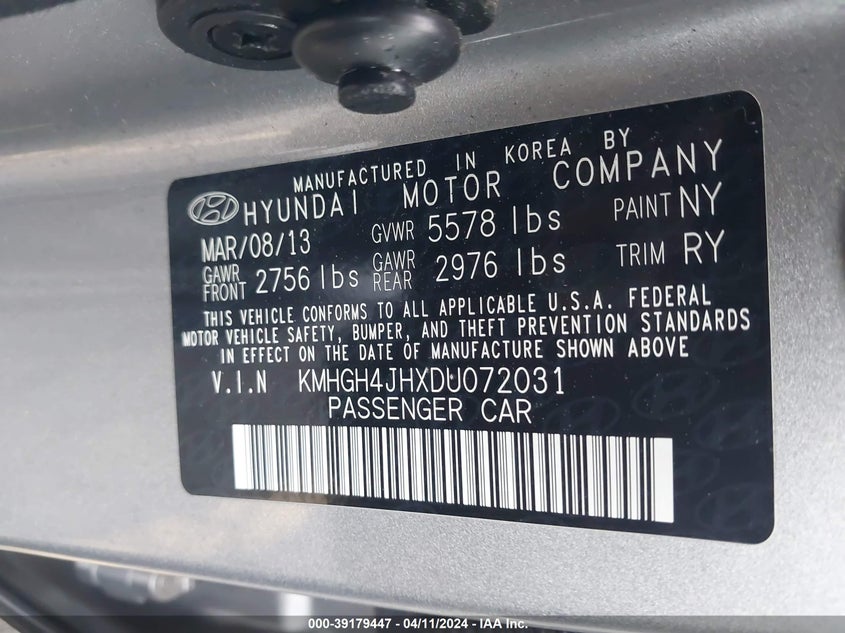 MANUFACTURED IN KOREA BY
HYUNDAI MOTOR COMPANY
MAR/08/13 GVWR 5578 lbs PAINT NY
GAWR FRONT 2756 lbs GAWR REAR 2976 lbs TRIM RY
THIS VEHICLE CONFORMS TO ALL APPLICABLE U.S.A. FEDERAL
MOTOR VEHICLE SAFETY, BUMPER, AND THEFT PREVENTION STANDARDS
IN EFFECT ON THE DATE OF MANUFACTURE SHOWN ABOVE
V.I.N KMHGH4JHXDU072031
PASSENGER CAR
000-39179447 - 04/11/2024 - IAA Inc.